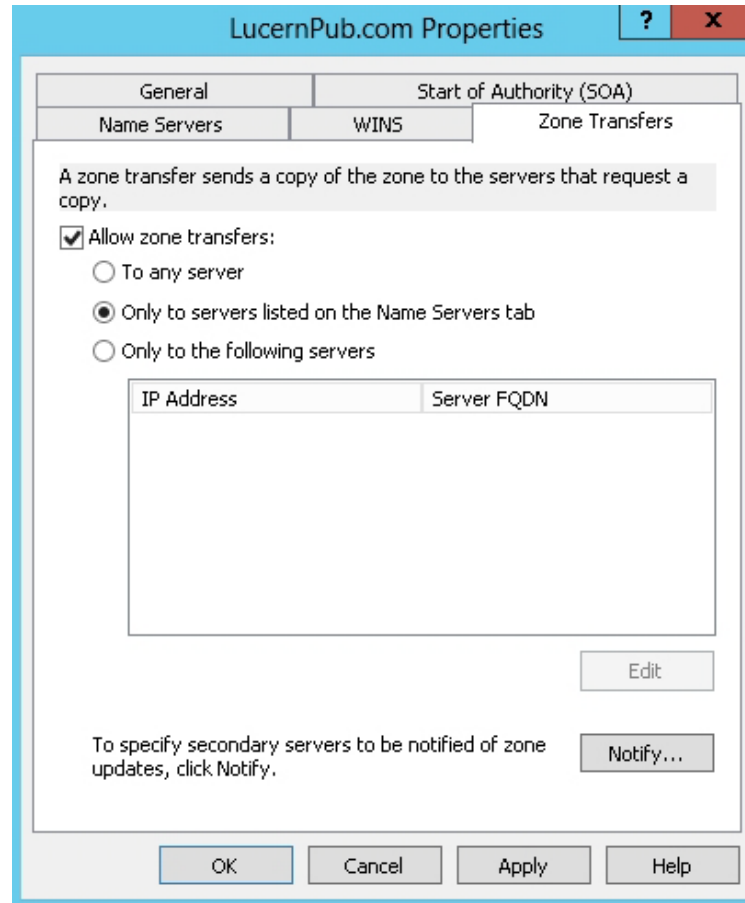 LucernPub.com Properties
? x
General
Start of Authority (SOA)
Name Servers
WINS
Zone Transfers
A zone transfer sends a copy of the zone to the servers that request a
copy.
Allow zone transfers:
To any server
Only to servers listed on the Name Servers tab
Only to the following servers
IP Address
Server FQDN
Edit
To specify secondary servers to be notified of zone
updates, click Notify.
Notify...
OK
Cancel
Apply
Help